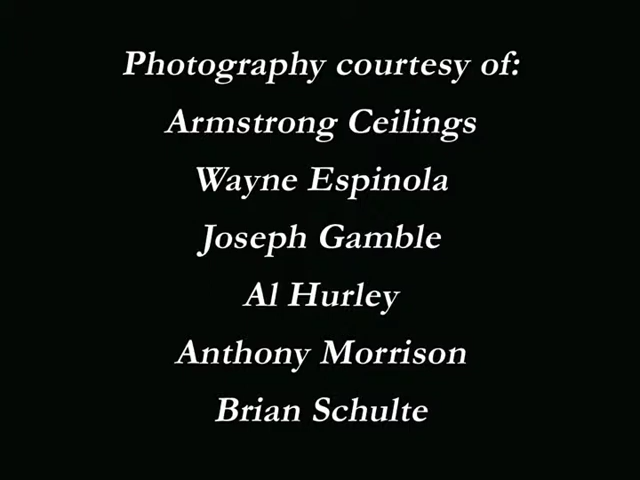 Photography courtesy of:
Armstrong Ceilings
Wayne Espinola
Joseph Gamble
Al Hurley
Anthony Morrison
Brian Schulte